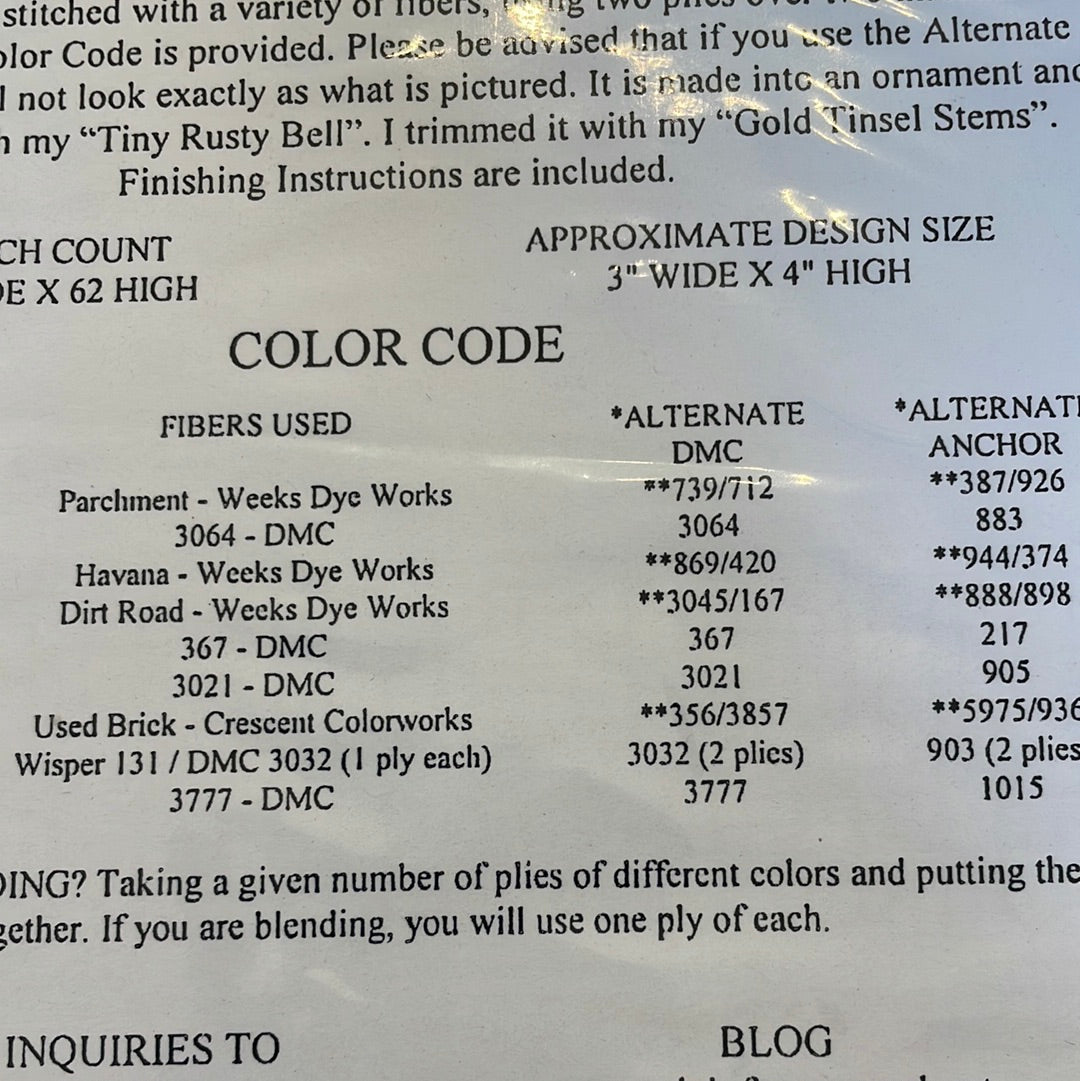 stitched with a variety of fibers, two plies
olor Code is provided. Please be advised that if you use the Alternate
l not look exactly as what is pictured. It is made into an ornament and
h my “Tiny Rusty Bell”. I trimmed it with my “Gold Tinsel Stems”.
Finishing Instructions are included.
CH COUNT
DE X 62 HIGH
APPROXIMATE DESIGN SIZE
3" WIDE X 4" HIGH
COLOR CODE
FIBERS USED *ALTERNATE *ALTERNATE
DMC ANCHOR
Parchment - Weeks Dye Works **739/712 **387/926
3064 - DMC 3064 883
Havana - Weeks Dye Works **869/420 **944/374
Dirt Road - Weeks Dye Works **3045/167 **888/898
367 - DMC 367 217
3021 - DMC 3021 905
Used Brick - Crescent Colorworks **356/3857 **5975/936
Wisper 131 / DMC 3032 (1 ply each) 3032 (2 plies) 903 (2 plies
3777 - DMC 3777 1015
DING? Taking a given number of plies of different colors and putting the
gether. If you are blending, you will use one ply of each.
INQUIRIES TO
BLOG